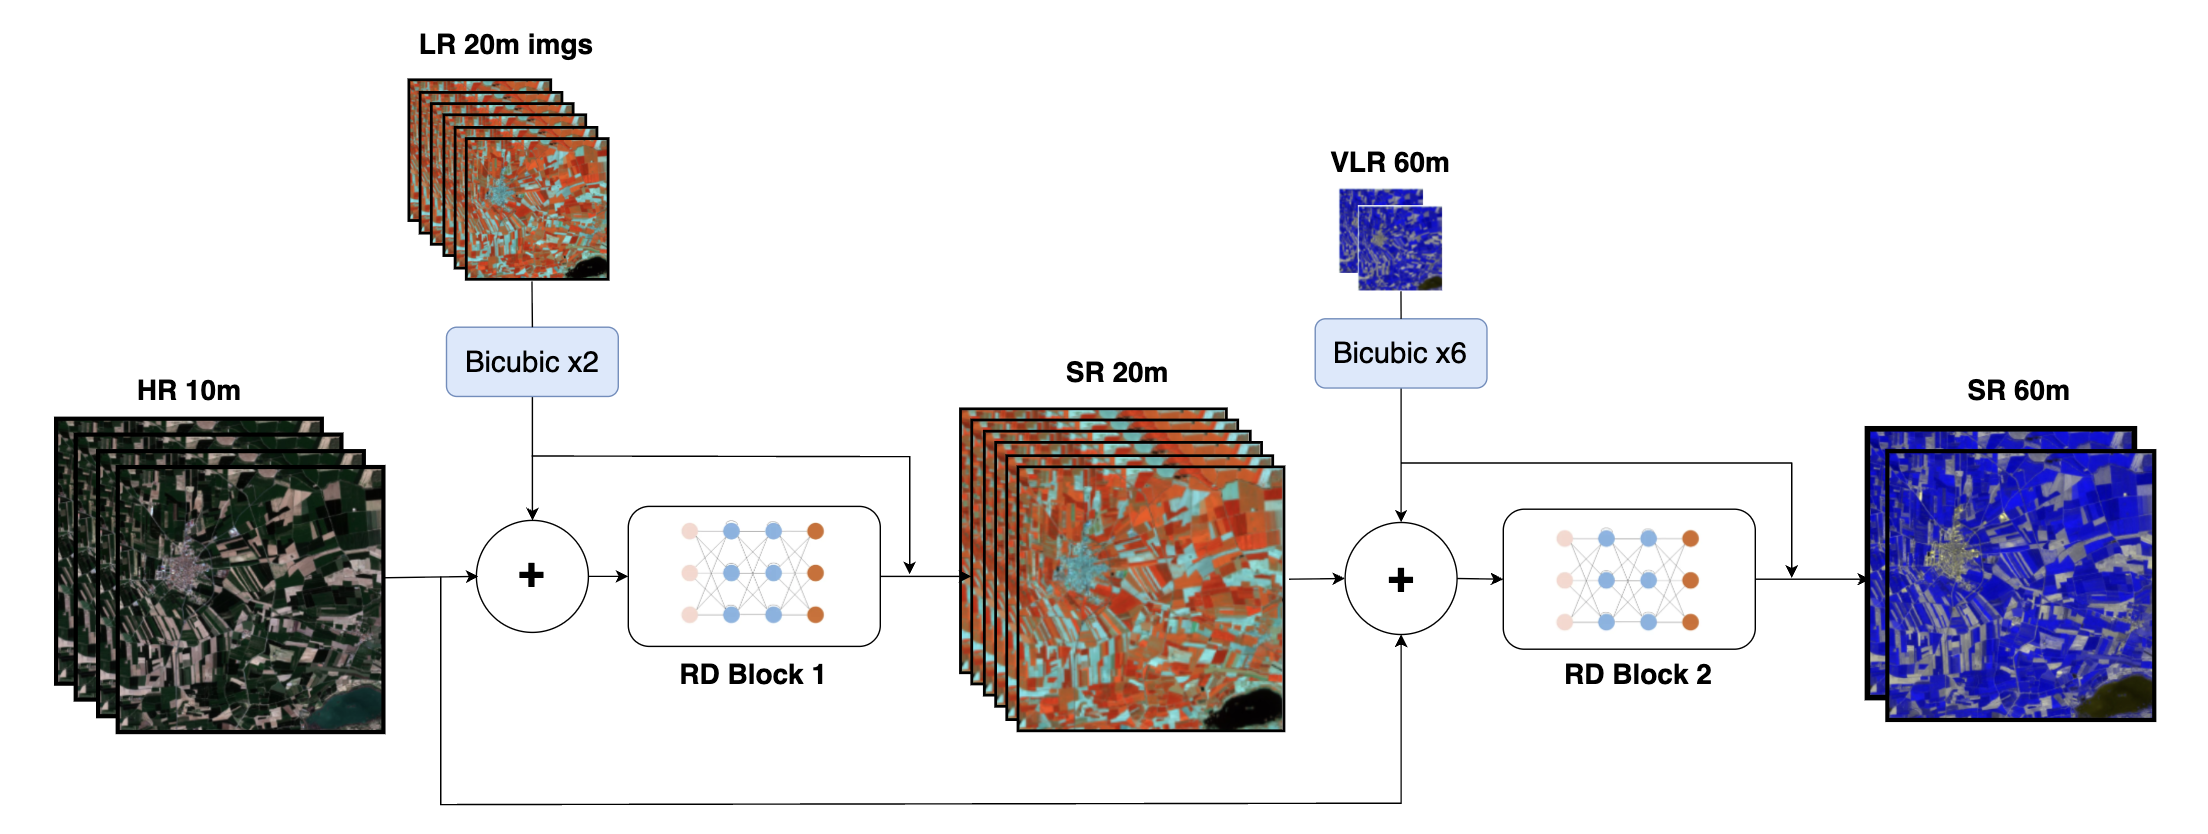 LR 20m imgs
VLR 60m
Bicubic x2
Bicubic x6
HR 10m
SR 20m
SR 60m
+
+
RD Block 1
RD Block 2